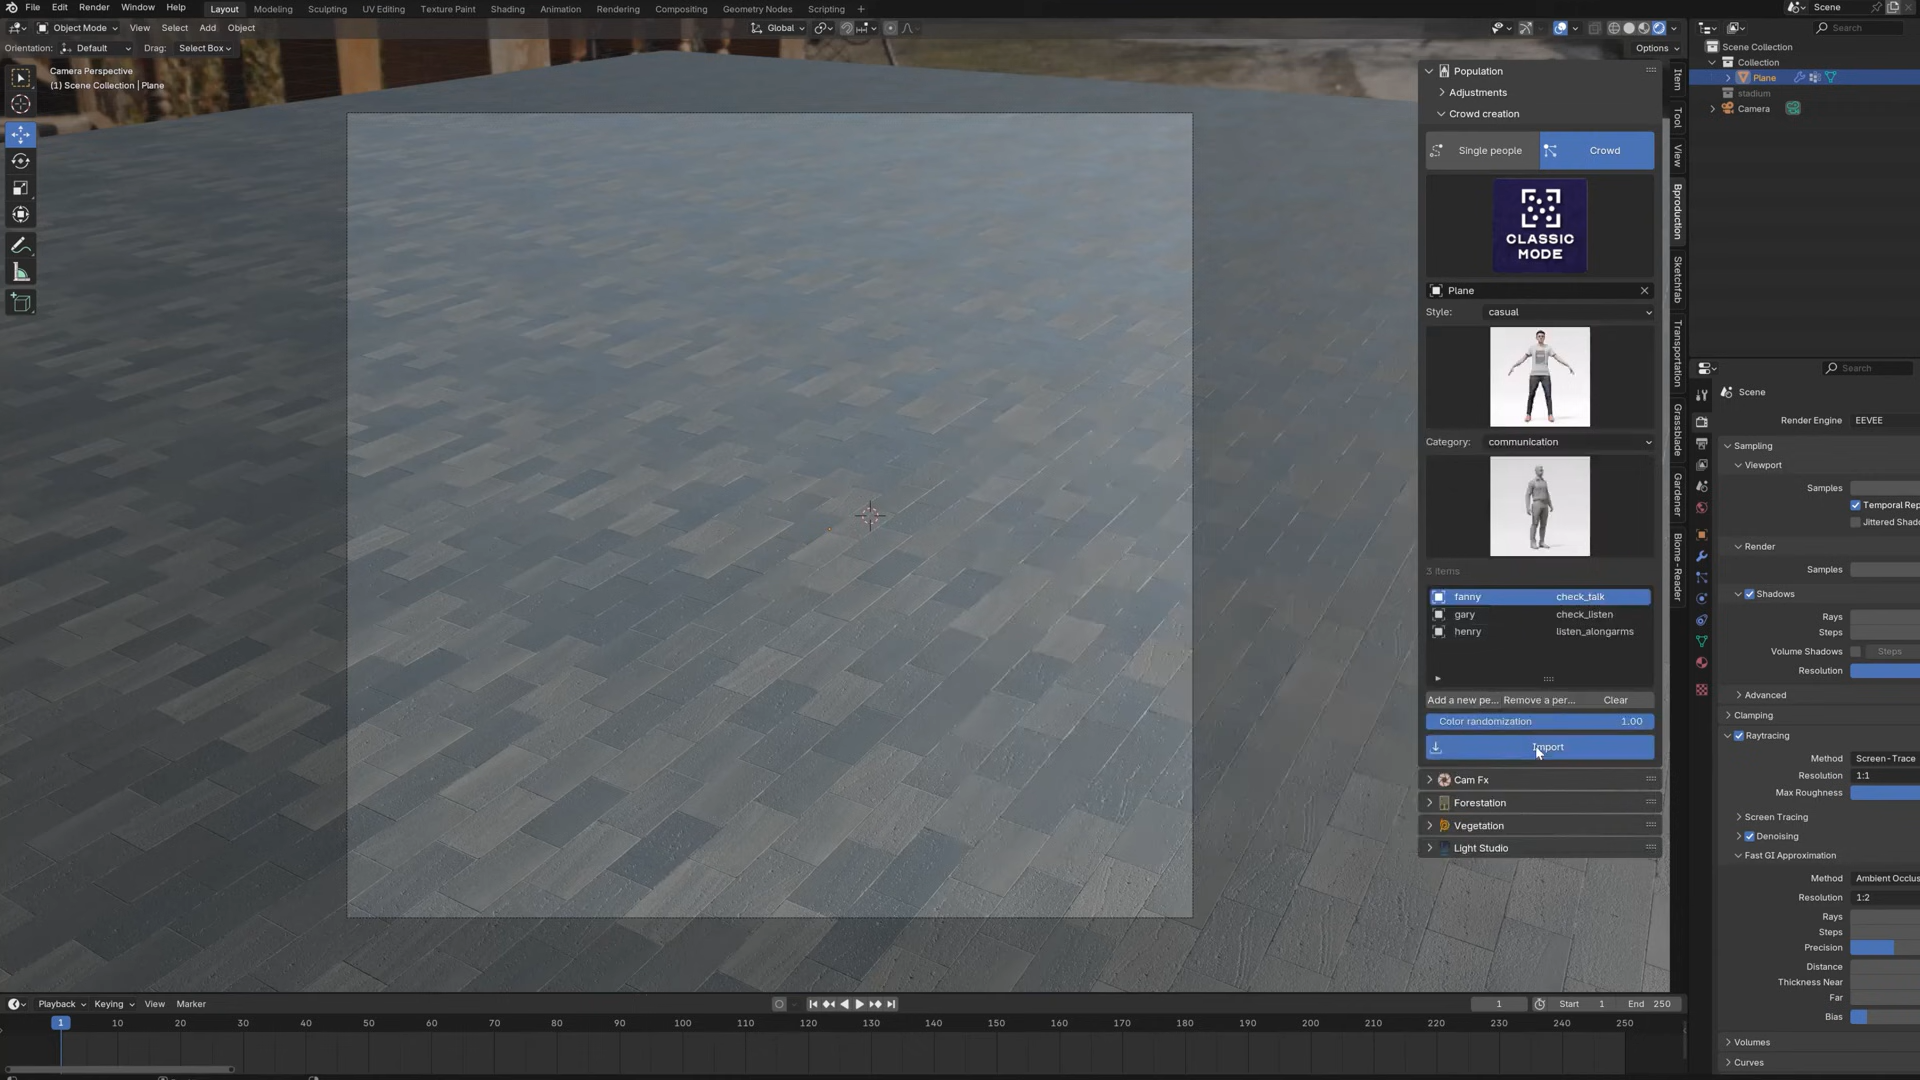 File Edit Render Window Help Layout Modeling Sculpting UV Editing Texture Paint Shading Animation Rendering Compositing Geometry Nodes Scripting + Scene
Object Mode View Select Add Object Global Search
Orientation: Default Drag: Select Box Options
Camera Perspective
(1) Scene Collection | Plane
Population
Adjustments
Crowd creation
Single people Crowd
CLASSIC
MODE
Plane
Style: casual
Category: communication
3 items
fanny check_talk
gary check_listen
henry listen_alongarms
Add a new pe... Remove a per... Clear
Color randomization 1.00
Import
Cam Fx
Forestation
Vegetation
Light Studio
Item
Tool
View
Bproduction
Sketchfab
Transportation
Grassblade
Gardener
Biome-Reader
Scene Collection
Collection
Plane
stadium
Camera
Search
Scene
Render Engine EEVEE
Sampling
Viewport
Samples
Temporal Rep
Jittered Shado
Render
Samples
Shadows
Rays
Steps
Volume Shadows Steps
Resolution
Advanced
Clamping
Raytracing
Method Screen-Trace
Resolution 1:1
Max Roughness
Screen Tracing
Denoising
Fast GI Approximation
Method Ambient Occlus
Resolution 1:2
Rays
Steps
Precision
Distance
Thickness Near
Far
Bias
Volumes
Curves
Playback Keying View Marker 1 Start 1 End 250
1 10 20 30 40 50 60 70 80 90 100 110 120 130 140 150 160 170 180 190 200 210 220 230 240 250